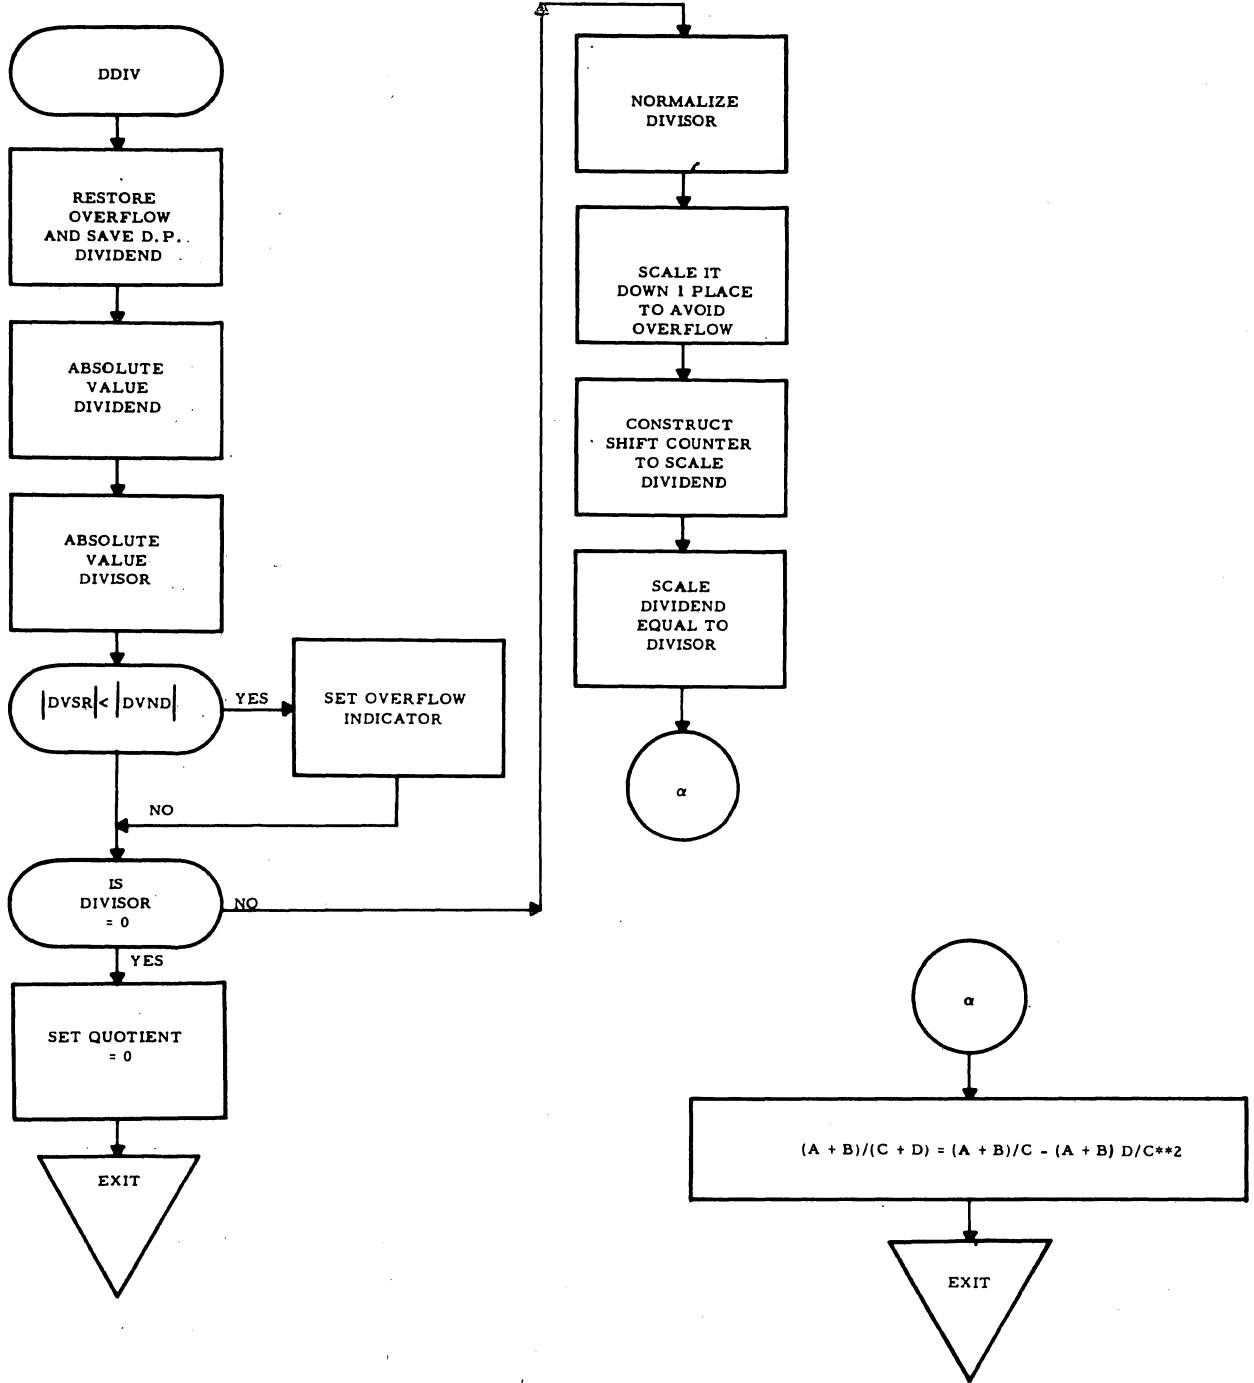 DDIV
RESTORE
OVERFLOW
AND SAVE D.P.
DIVIDEND
ABSOLUTE
VALUE
DIVIDEND
ABSOLUTE
VALUE
DIVISOR
|DVSR| < |DVND|
YES
SET OVERFLOW
INDICATOR
NO
IS
DIVISOR
= 0
NO
YES
SET QUOTIENT
= 0
EXIT
NORMALIZE
DIVISOR
SCALE IT
DOWN 1 PLACE
TO AVOID
OVERFLOW
CONSTRUCT
SHIFT COUNTER
TO SCALE
DIVIDEND
SCALE
DIVIDEND
EQUAL TO
DIVISOR
α
α
(A + B)/(C + D) = (A + B)/C - (A + B) D/C**2
EXIT